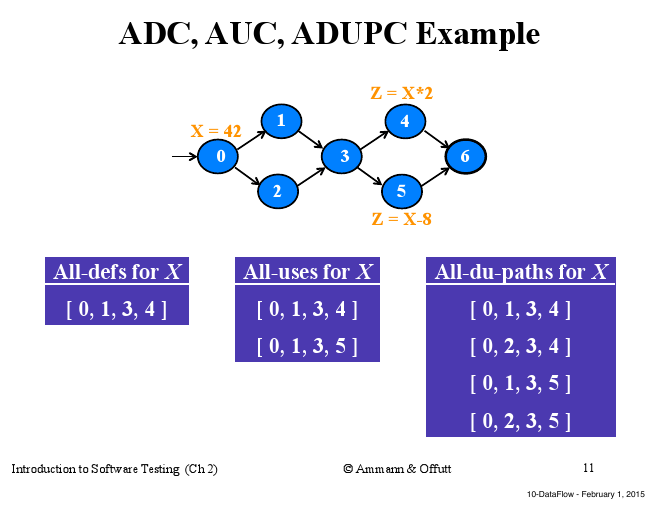 ADC, AUC, ADUPC Example
Z = X*2
X = 42
1
4
0
3
6
2
5
Z = X-8
All-defs for X
[ 0, 1, 3, 4 ]
All-uses for X
[ 0, 1, 3, 4 ]
[ 0, 1, 3, 5 ]
All-du-paths for X
[ 0, 1, 3, 4 ]
[ 0, 2, 3, 4 ]
[ 0, 1, 3, 5 ]
[ 0, 2, 3, 5 ]
Introduction to Software Testing (Ch 2)
© Ammann & Offutt
11
10-DataFlow - February 1, 2015